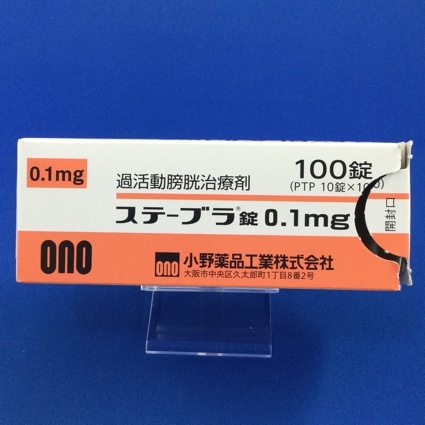 0.1mg
過活動膀胱治療剤
100錠
(PTP 10錠×10)
ステーブラ®錠 0.1mg
開封口
ono
ono 小野薬品工業株式会社
大阪市中央区久太郎町1丁目8番2号